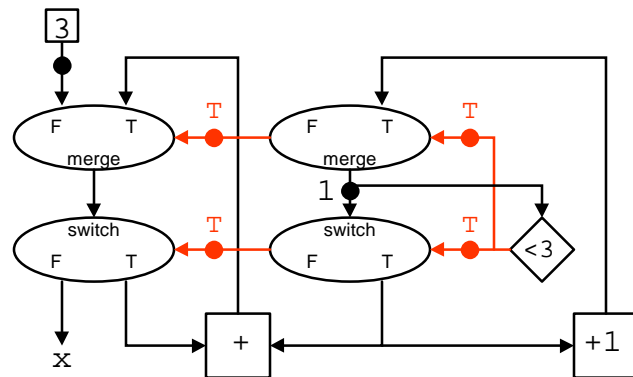 3
T T
F T F T
merge merge
1
T T
switch switch
<3
F T F T
x + +1